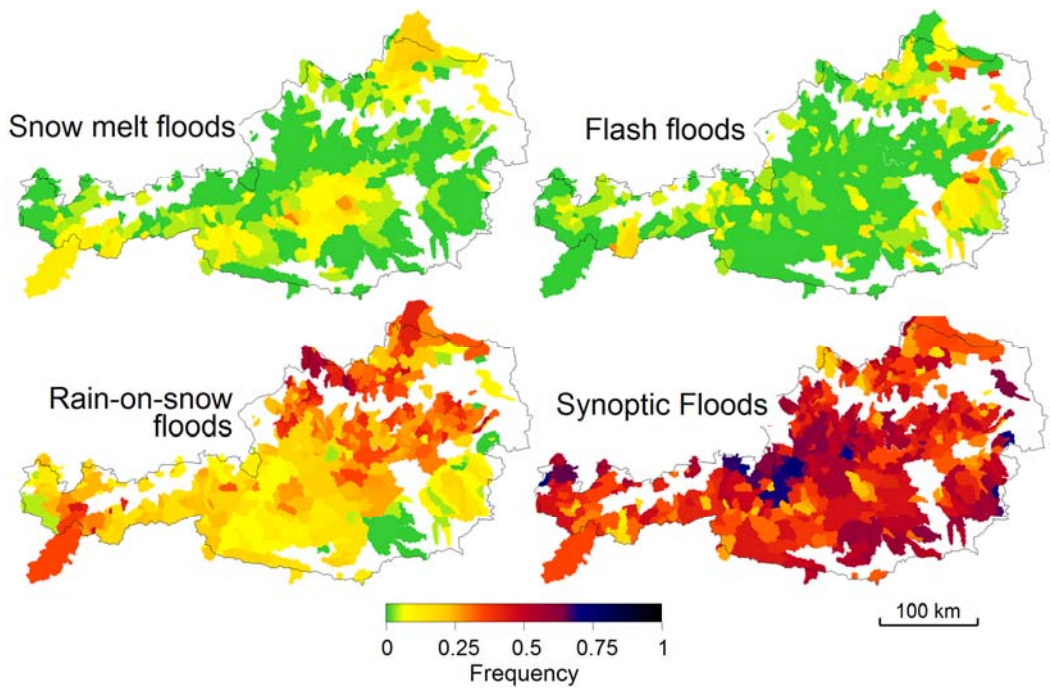 Snow melt floods
Flash floods
Rain-on-snow
floods
Synoptic Floods
0 0.25 0.5 0.75 1
Frequency
100 km